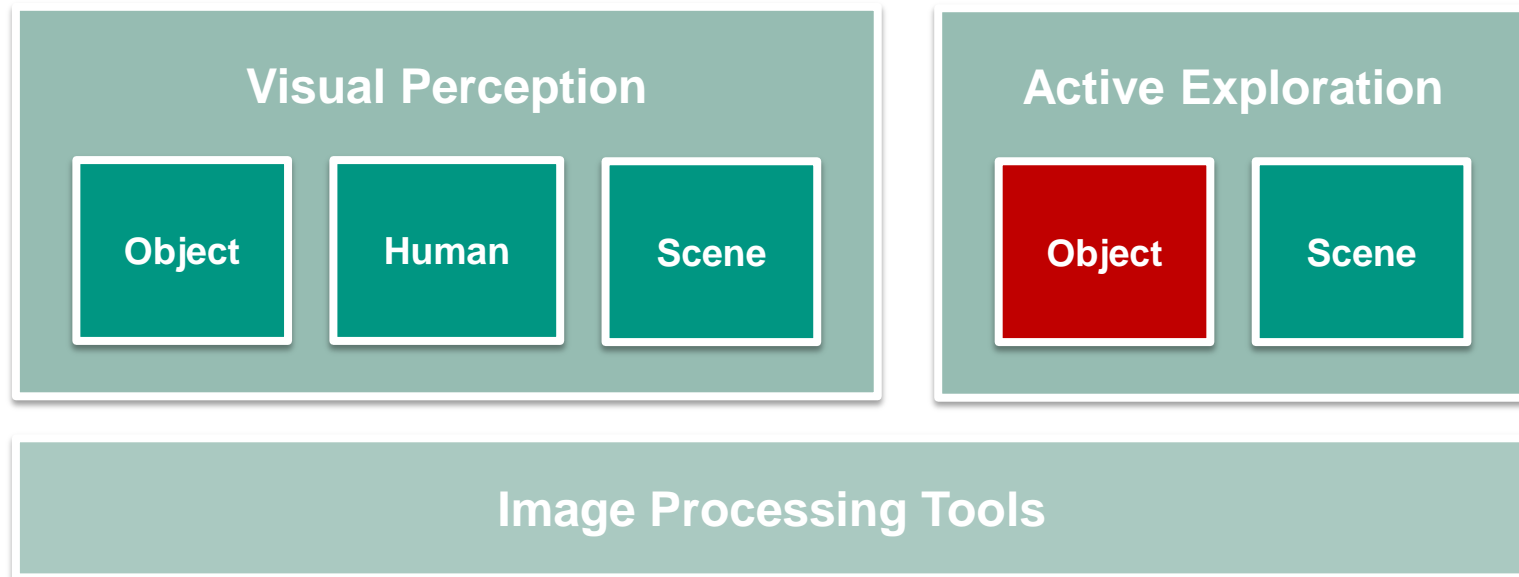 Visual Perception
Object
Human
Scene
Active Exploration
Object
Scene
Image Processing Tools